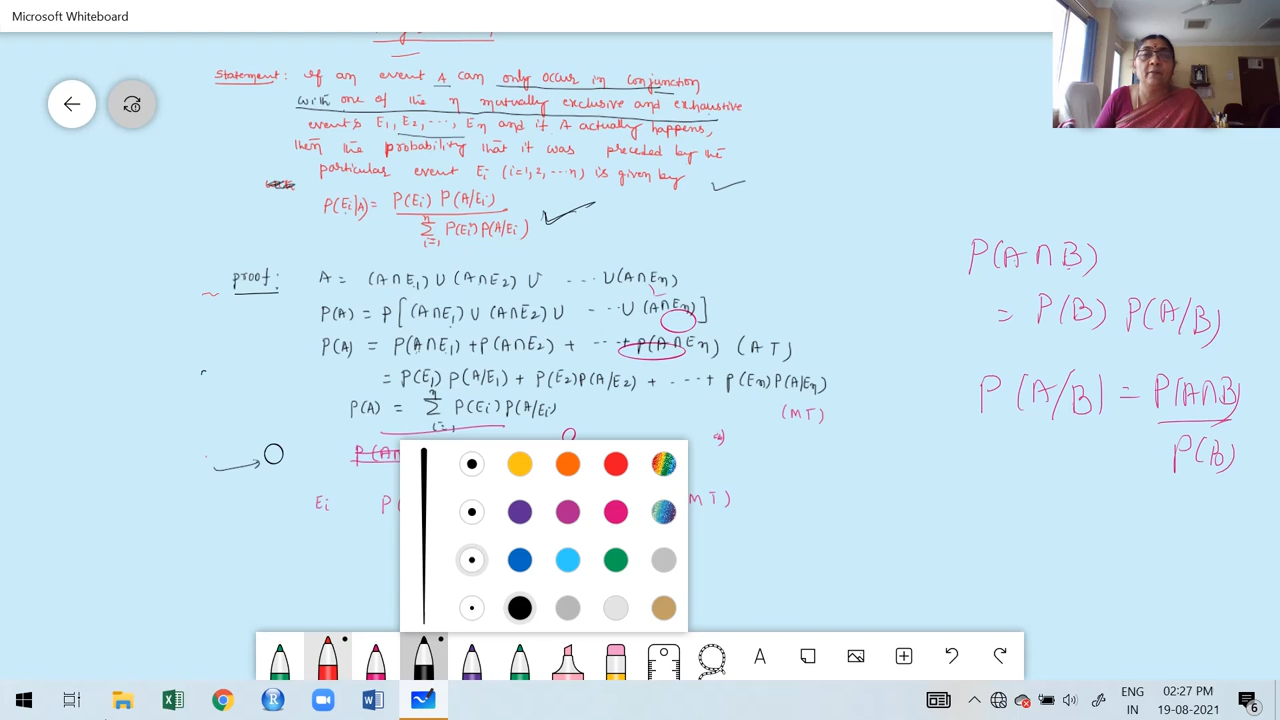 Microsoft Whiteboard
Statement: If an event A can only occur in conjunction
with one of the n mutually exclusive and exhaustive
events E1, E2, ..., En and if A actually happens,
then the probability that it was preceded by the
particular event Ei (i=1,2, ...n) is given by
P(Ei|A)= P(Ei) P(A/Ei)
n
Σ P(Ei) P(A/Ei)
i=1
proof: A = (A∩E1) U (A∩E2) U ... U(A∩En)
P(A) = P[(A∩E1) U (A∩E2) U ... U (A∩En)]
P(A) = P(A∩E1) +P(A∩E2) + ...+ P(A∩En) (AT)
= P(E1) P(A/E1) + P(E2)P(A/E2) + ...+ P(En)P(A/En)
n
P(A) = Σ P(Ei) P(A/Ei) (MT)
i=1
P(A∩
Ei P( MT)
P(A∩B)
= P(B) P(A/B)
P(A/B) = P(A∩B)
P(B)
A
ENG
IN
02:27 PM
19-08-2021
6